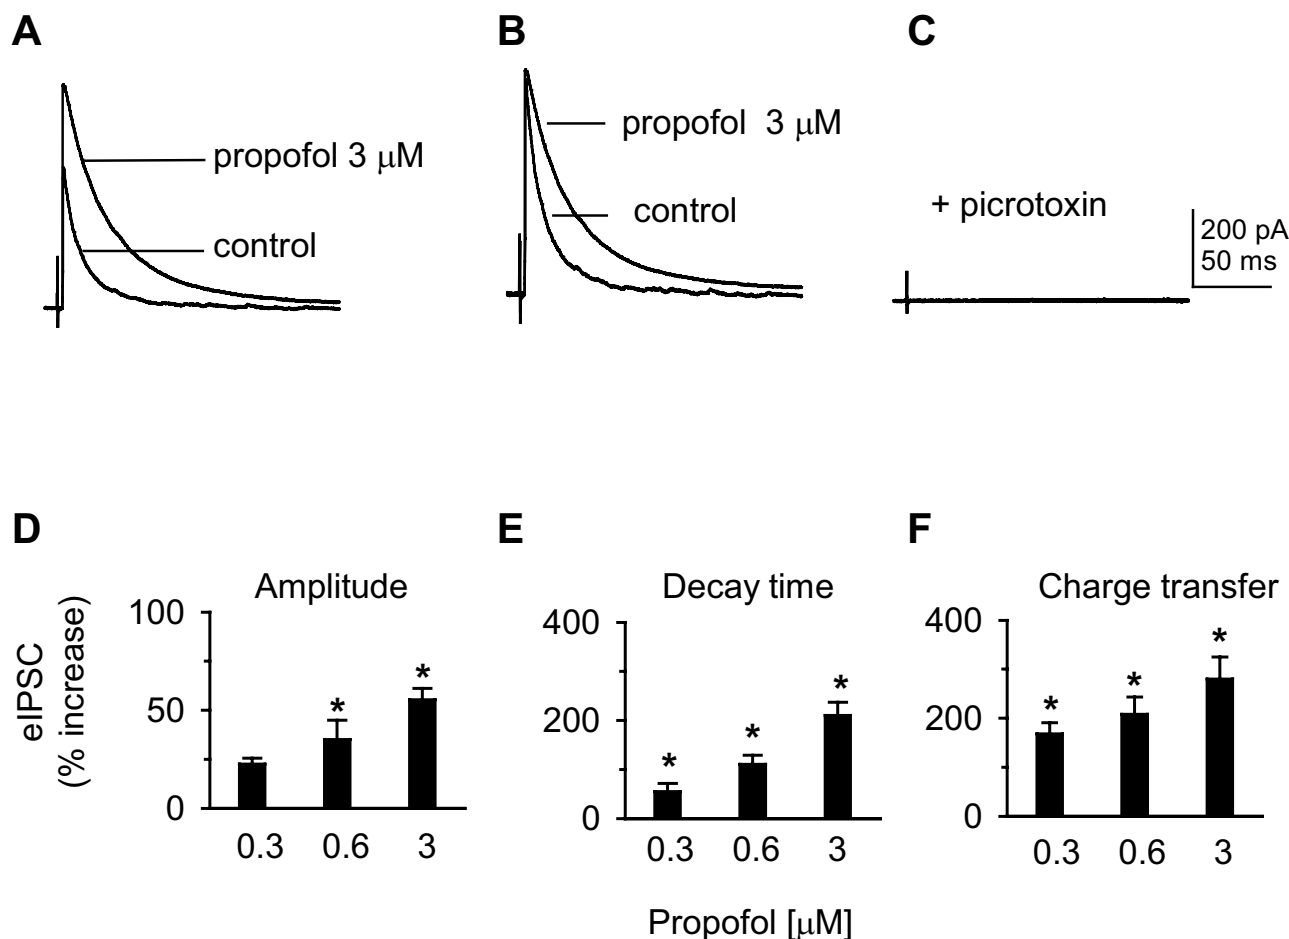 A
B
C
propofol 3 μM
control
propofol 3 μM
control
+ picrotoxin
200 pA
50 ms
D
E
F
Amplitude
Decay time
Charge transfer
eIPSC
(% increase)
100
50
0
*
*
0.3 0.6 3
400
200
0
*
*
*
0.3 0.6 3
400
200
0
*
*
*
0.3 0.6 3
Propofol [μM]